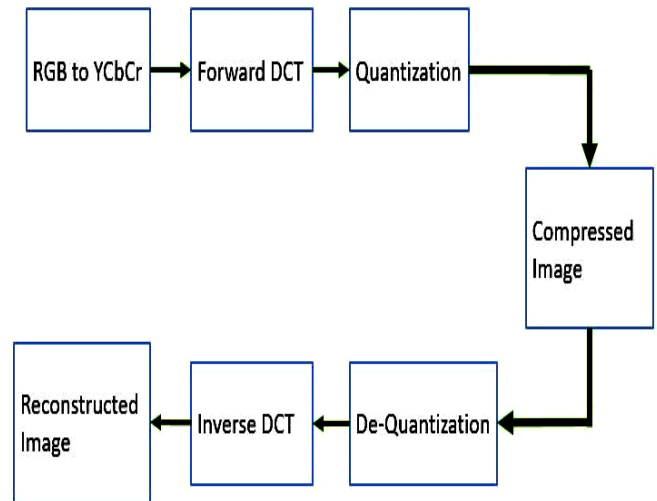 RGB to YCbCr
Forward DCT
Quantization
Compressed
Image
De-Quantization
Inverse DCT
Reconstructed
Image